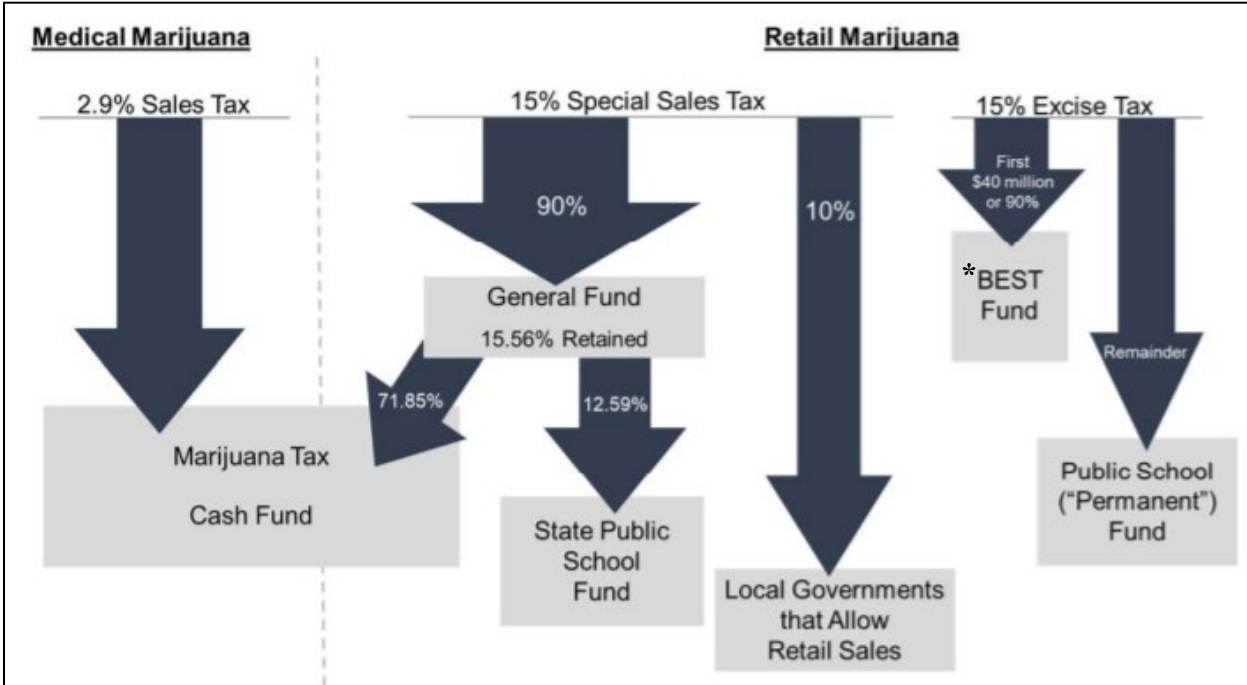 Medical Marijuana
Retail Marijuana
2.9% Sales Tax
15% Special Sales Tax
15% Excise Tax
First
$40 million
or 90%
90%
10%
*BEST
Fund
General Fund
15.56% Retained
Remainder
71.85%
12.59%
Marijuana Tax
Cash Fund
State Public
School
Fund
Public School
("Permanent")
Fund
Local Governments
that Allow
Retail Sales